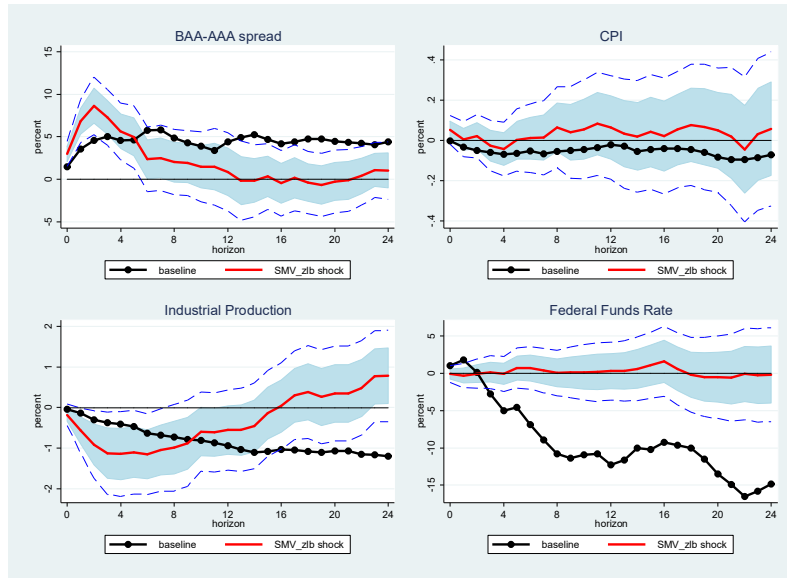 BAA-AAA spread
percent
15
10
5
0
-5
0 4 8 12 16 20 24
horizon
baseline SMV_zlb shock
CPI
percent
.4
.2
0
-.2
-.4
0 4 8 12 16 20 24
horizon
baseline SMV_zlb shock
Industrial Production
percent
2
1
0
-1
-2
0 4 8 12 16 20 24
horizon
baseline SMV_zlb shock
Federal Funds Rate
percent
5
0
-5
-10
-15
0 4 8 12 16 20 24
horizon
baseline SMV_zlb shock